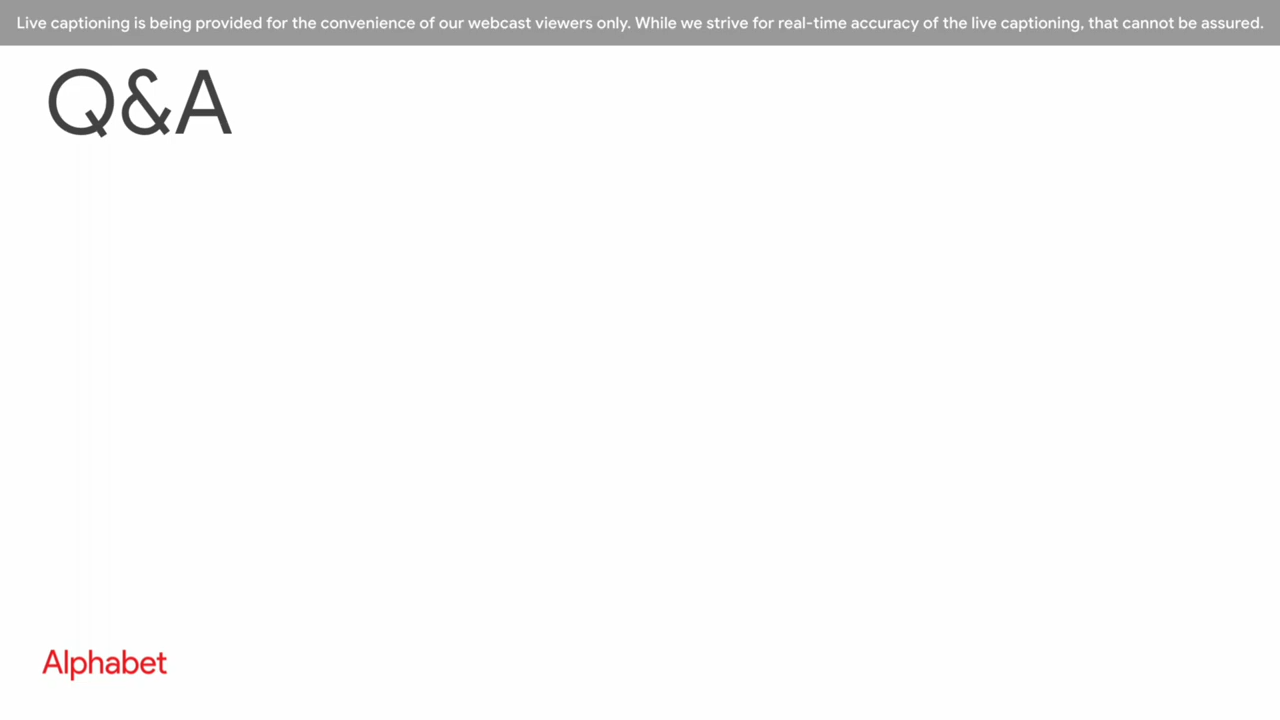 Live captioning is being provided for the convenience of our webcast viewers only. While we strive for real-time accuracy of the live captioning, that cannot be assured.
Q&A
Alphabet